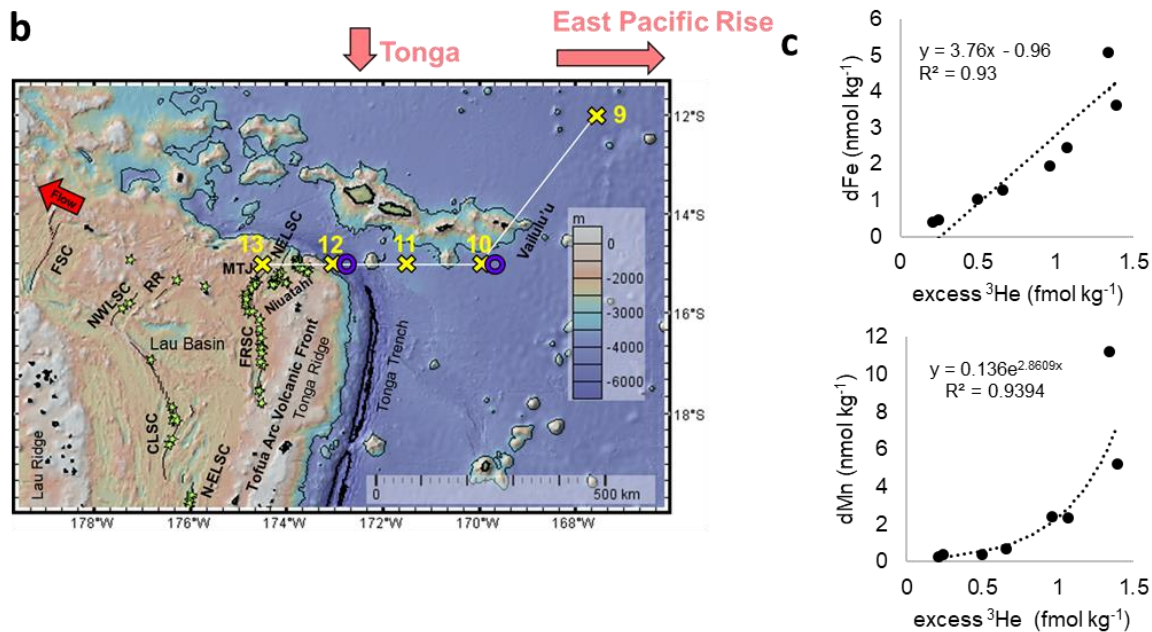 b
Tonga
East Pacific Rise
9
13
12
11
10
NELSC
MTJ
Niuatahi
Vailulu'u
Flow
FSC
NWLSC
RR
Lau Basin
FRSC
Tofua Arc Volcanic Front
Tonga Ridge
Tonga Trench
CLSC
N-ELSC
Lau Ridge
m
0
-2000
-3000
-4000
-6000
0 500 km
12°S
14°S
16°S
18°S
178°W 176°W 174°W 172°W 170°W 168°W
c
y = 3.76x - 0.96
R² = 0.93
dFe (nmol kg⁻¹)
6
5
4
3
2
1
0
0 0.5 1 1.5
excess ³He (fmol kg⁻¹)
y = 0.136e^2.8609x
R² = 0.9394
dMn (nmol kg⁻¹)
12
10
8
6
4
2
0
0 0.5 1 1.5
excess ³He (fmol kg⁻¹)